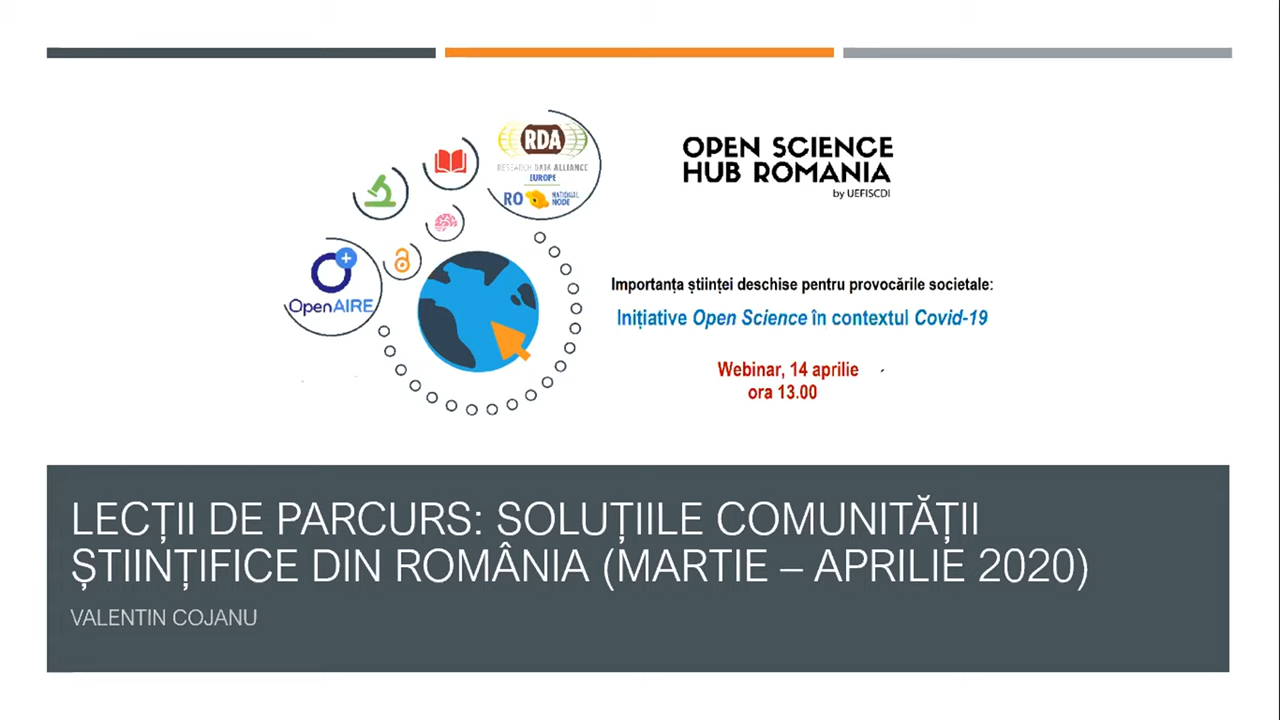 RDA
RESEARCH DATA ALLIANCE
EUROPE
RO NATIONAL
NODE
OpenAIRE
OPEN SCIENCE
HUB ROMANIA
by UEFISCDI
Importanța științei deschise pentru provocările societale:
Inițiative Open Science în contextul Covid-19
Webinar, 14 aprilie
ora 13.00
LECȚII DE PARCURS: SOLUȚIILE COMUNITĂȚII
ȘTIINȚIFICE DIN ROMÂNIA (MARTIE – APRILIE 2020)
VALENTIN COJANU